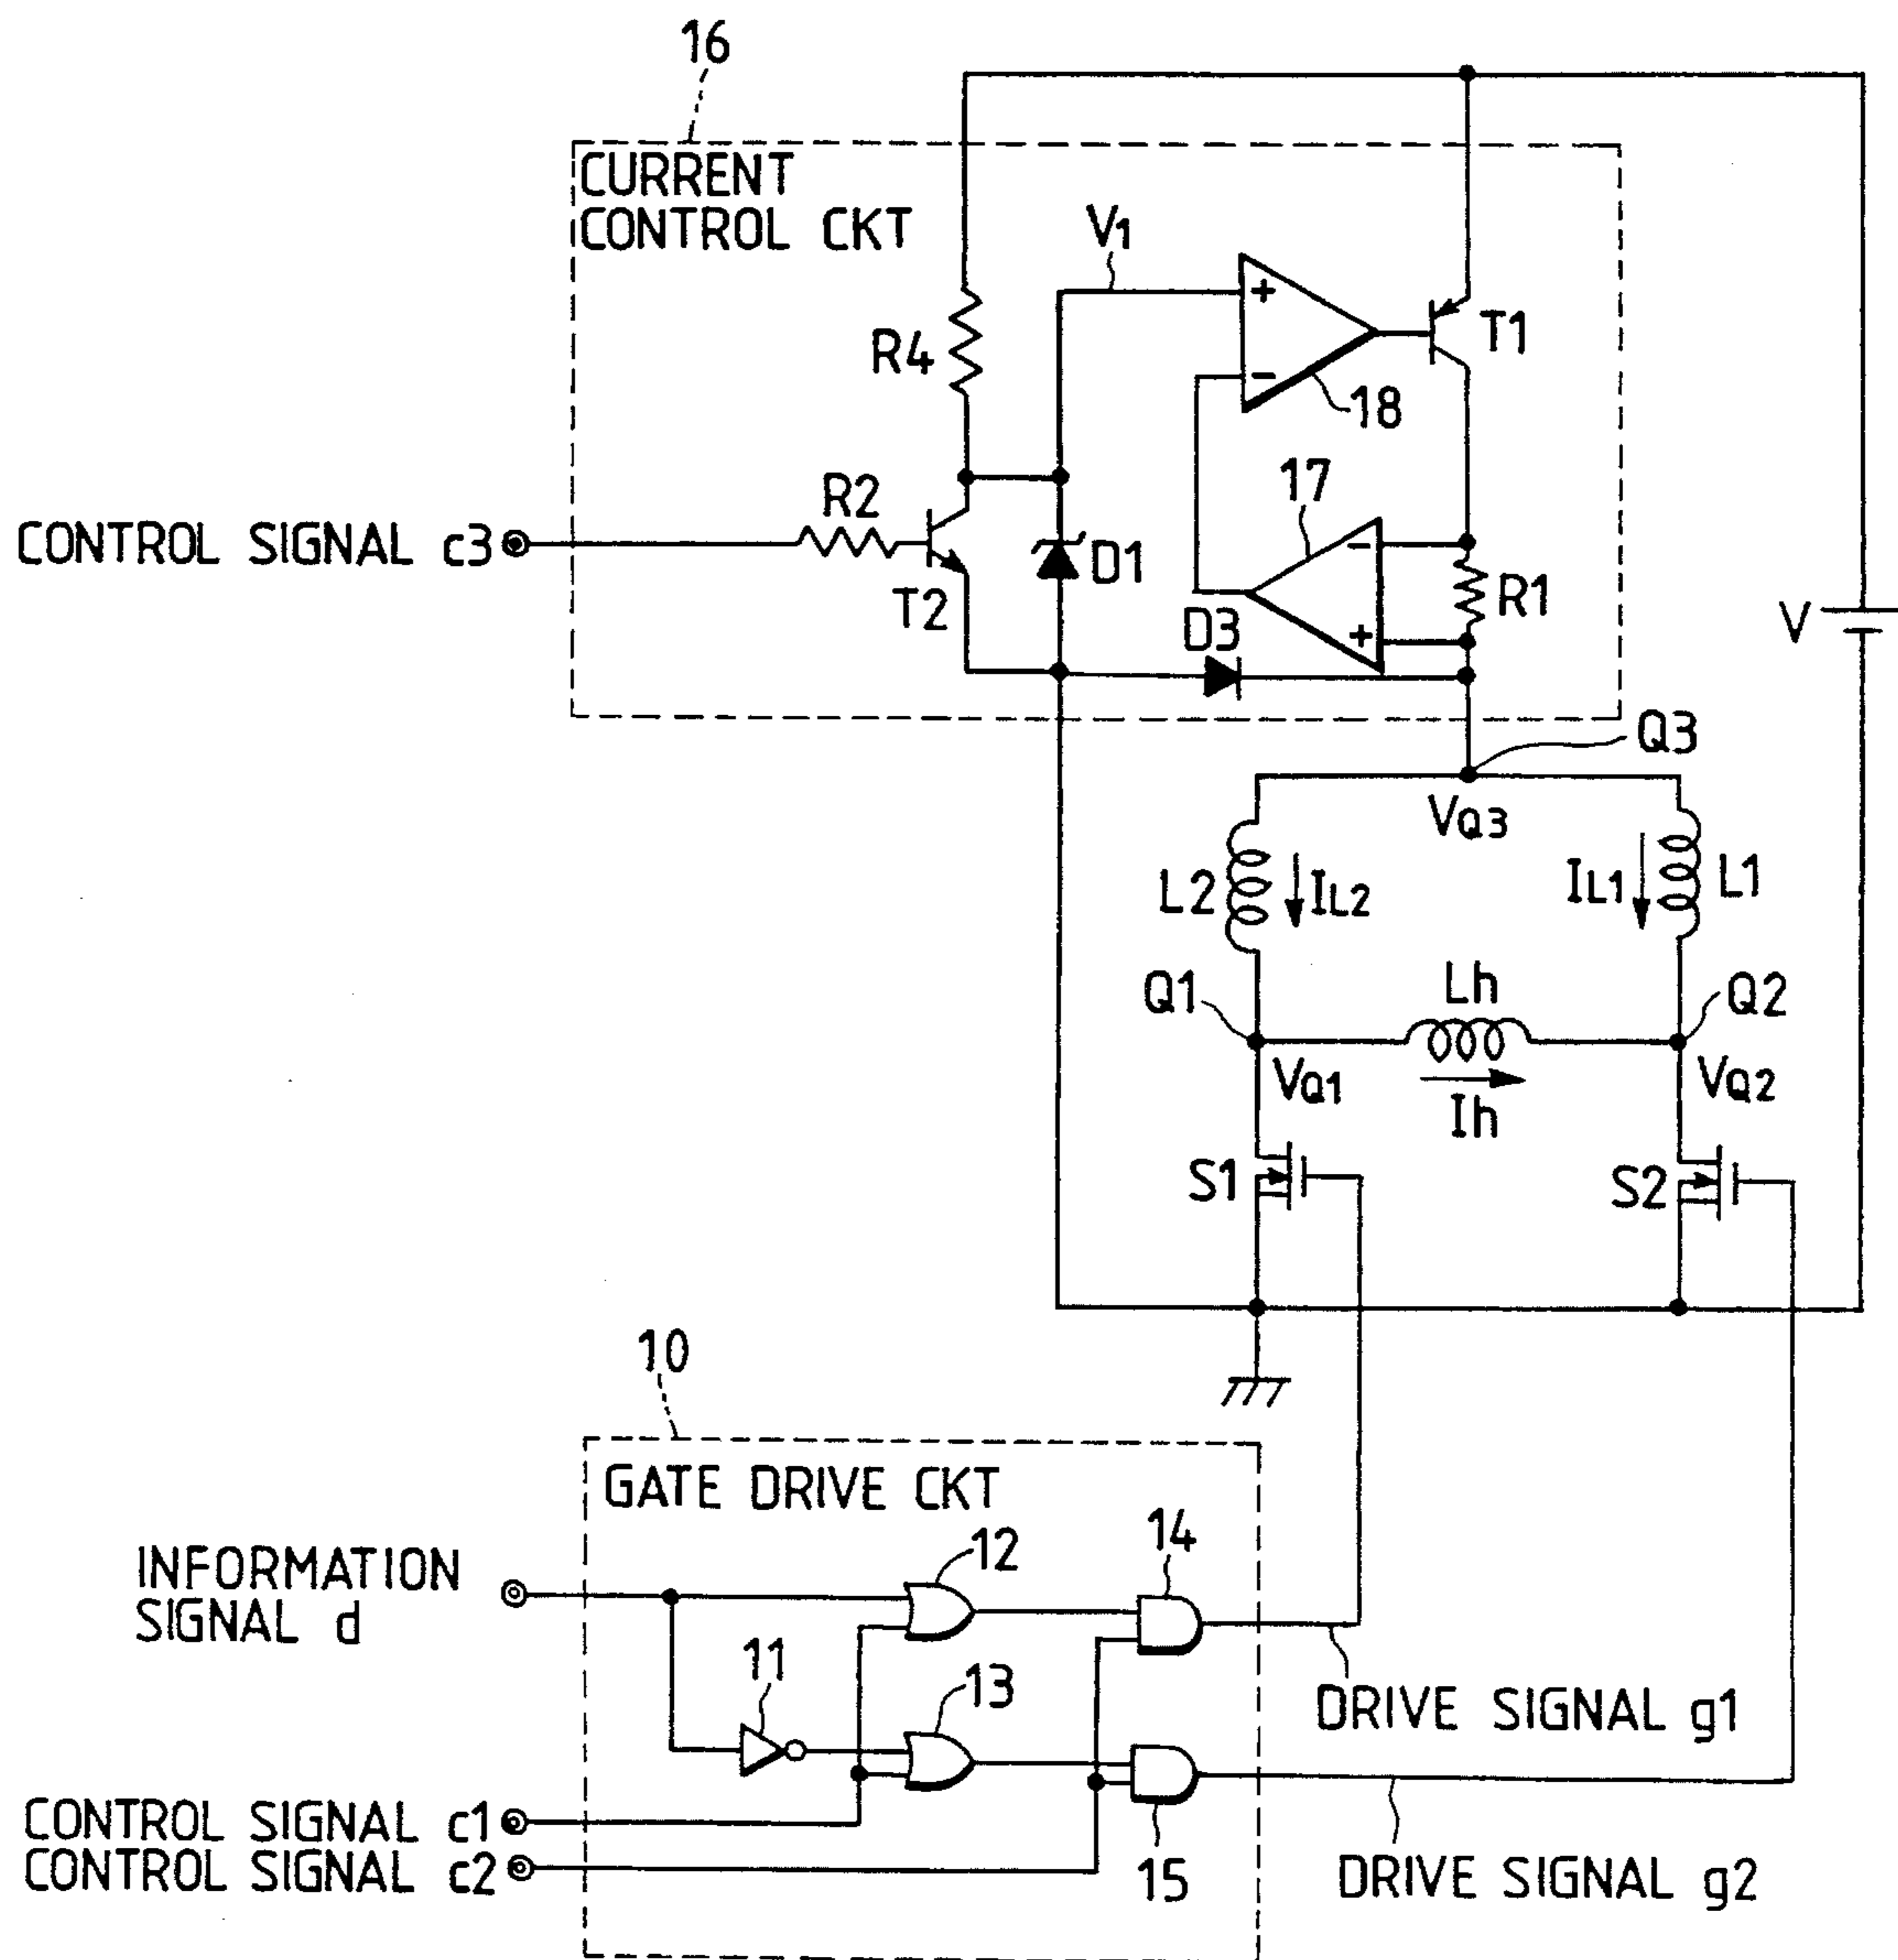 16
CURRENT
CONTROL CKT
V1
+
T1
R4
-
18
17
R2
CONTROL SIGNAL c3
-
D1
R1
T2
D3
V
+
Q3
VQ3
L2
IL2
IL1
L1
Q1
Lh
Q2
VQ1
Ih
VQ2
S1
S2
10
GATE DRIVE CKT
14
12
INFORMATION
SIGNAL d
11
13
DRIVE SIGNAL g1
CONTROL SIGNAL c1
CONTROL SIGNAL c2
15
DRIVE SIGNAL g2